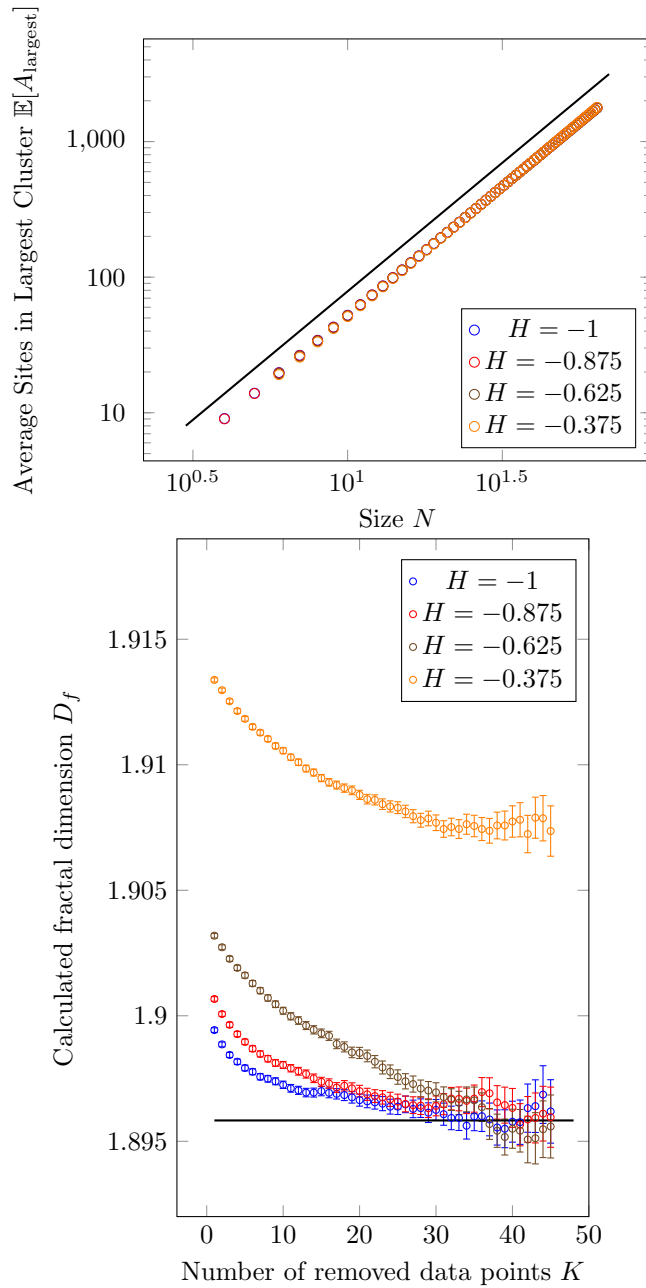 Average Sites in Largest Cluster 𝔼[A_largest]
1,000
100
10
10^0.5
10^1
10^1.5
Size N
H = −1
H = −0.875
H = −0.625
H = −0.375
Calculated fractal dimension D_f
1.915
1.91
1.905
1.9
1.895
0
10
20
30
40
50
Number of removed data points K
H = −1
H = −0.875
H = −0.625
H = −0.375